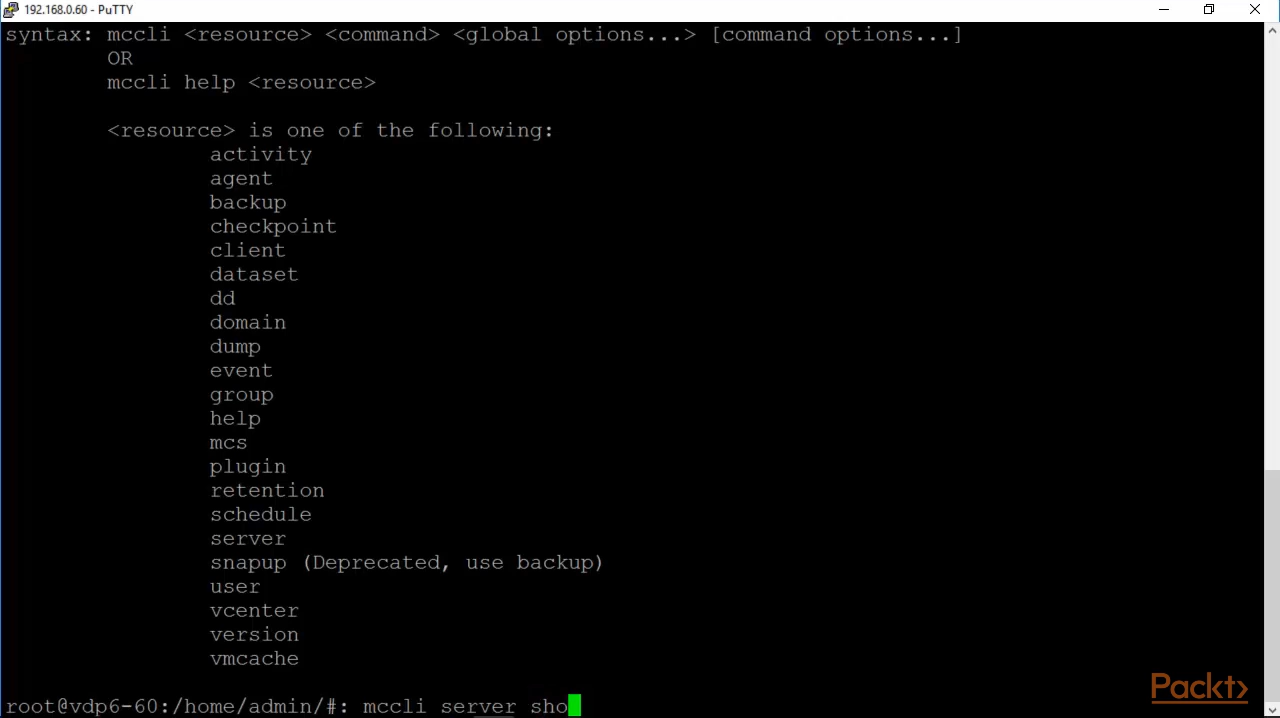 192.168.0.60 - PuTTY
syntax: mccli <resource> <command> <global options...> [command options...]
OR
mccli help <resource>
<resource> is one of the following:
activity
agent
backup
checkpoint
client
dataset
dd
domain
dump
event
group
help
mcs
plugin
retention
schedule
server
snapup (Deprecated, use backup)
user
vcenter
version
vmcache
root@vdp6-60:/home/admin/#: mccli server sho
Packt>